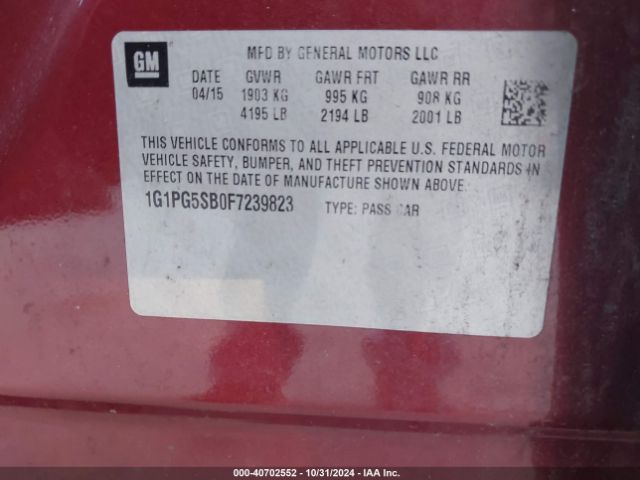 GM
MFD BY GENERAL MOTORS LLC
DATE GVWR GAWR FRT GAWR RR
04/15 1903 KG 995 KG 908 KG
4195 LB 2194 LB 2001 LB
THIS VEHICLE CONFORMS TO ALL APPLICABLE U.S. FEDERAL MOTOR
VEHICLE SAFETY, BUMPER, AND THEFT PREVENTION STANDARDS IN
EFFECT ON THE DATE OF MANUFACTURE SHOWN ABOVE.
1G1PG5SB0F7239823 TYPE: PASS CAR
000-40702552 - 10/31/2024 - IAA Inc.